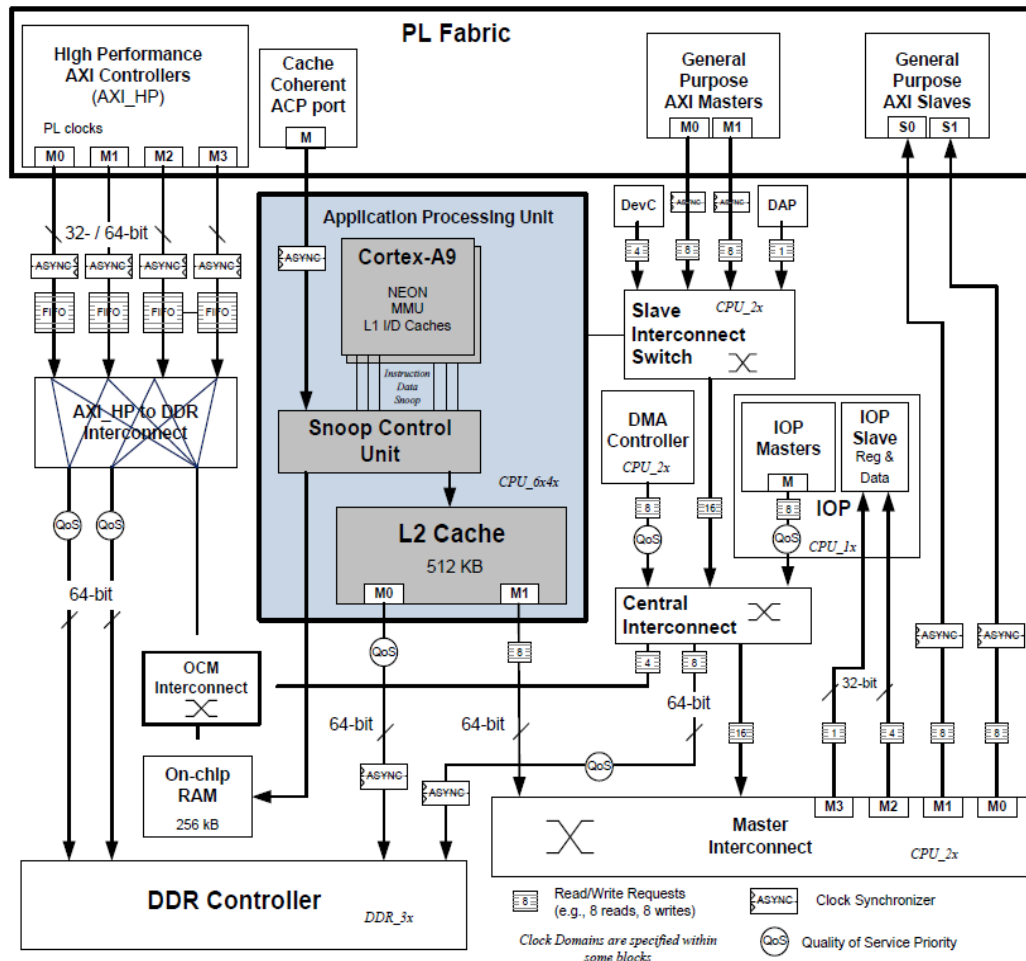 PL Fabric
High Performance
AXI Controllers
(AXI_HP)
PL clocks
M0 M1 M2 M3
Cache
Coherent
ACP port
M
General
Purpose
AXI Masters
M0 M1
General
Purpose
AXI Slaves
S0 S1
32- / 64-bit
ASYNC ASYNC ASYNC ASYNC
FIFO FIFO FIFO FIFO
AXI_HP to DDR
Interconnect
QoS QoS
64-bit
OCM
Interconnect
On-chip
RAM
256 kB
Application Processing Unit
ASYNC
Cortex-A9
NEON
MMU
L1 I/D Caches
Instruction
Data
Snoop
Snoop Control
Unit
CPU_6x4x
L2 Cache
512 KB
M0 M1
QoS 8
64-bit 64-bit
ASYNC ASYNC
DevC ASYNC ASYNC DAP
4 8 8 1
CPU_2x
Slave
Interconnect
Switch
DMA
Controller
CPU_2x
8
QoS
16
IOP
Masters
M
8
QoS
IOP
Slave
Reg &
Data
IOP
CPU_1x
Central
Interconnect
4 8
64-bit
QoS
16
32-bit
1 4 8 8
ASYNC ASYNC
M3 M2 M1 M0
Master
Interconnect
CPU_2x
DDR Controller
DDR_3x
8 Read/Write Requests
(e.g., 8 reads, 8 writes)
ASYNC Clock Synchronizer
Clock Domains are specified within
some blocks
QoS Quality of Service Priority